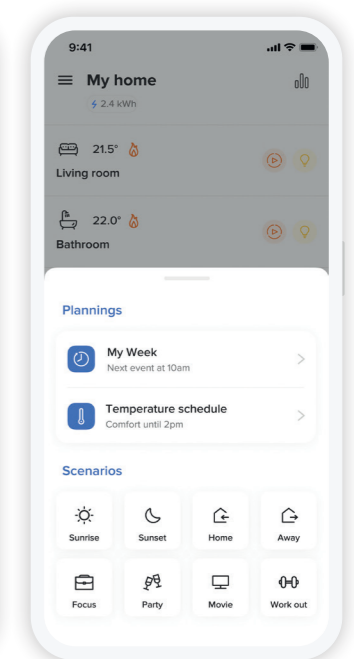 9:41
My home
2.4 kWh
21.5°
Living room
22.0°
Bathroom
Plannings
My Week
Next event at 10am
Temperature schedule
Comfort until 2pm
Scenarios
Sunrise Sunset Home Away
Focus Party Movie Work out